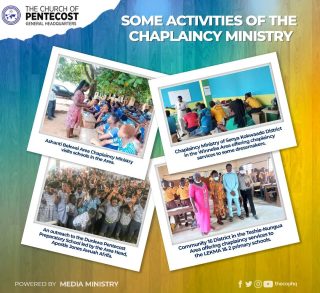 THE CHURCH OF
PENTECOST
GENERAL HEADQUARTERS
SOME ACTIVITIES OF THE
CHAPLAINCY MINISTRY
Ashanti Bekwai Area Chaplaincy Ministry
visits schools in the Area.
Chaplaincy Ministry of Senya Kokwaado District
in the Winneba Area offering chaplaincy
services to some dressmakers.
An outreach to the Dunkwa Pentecost
Preparatory School led by the Area Head,
Apostle James Awuah Afrifa.
Community 16 District in the Teshie-Nungua
Area offering chaplaincy services to
the LEKMA 1& 2 primary schools.
POWERED BY MEDIA MINISTRY
thecophq